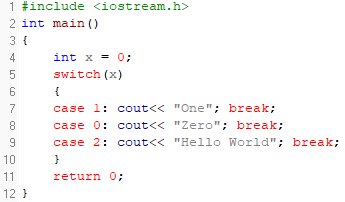 1 #include <iostream.h>
2 int main()
3 {
4     int x = 0;
5     switch(x)
6     {
7     case 1: cout<< "One"; break;
8     case 0: cout<< "Zero"; break;
9     case 2: cout<< "Hello World"; break;
10     }
11     return 0;
12 }